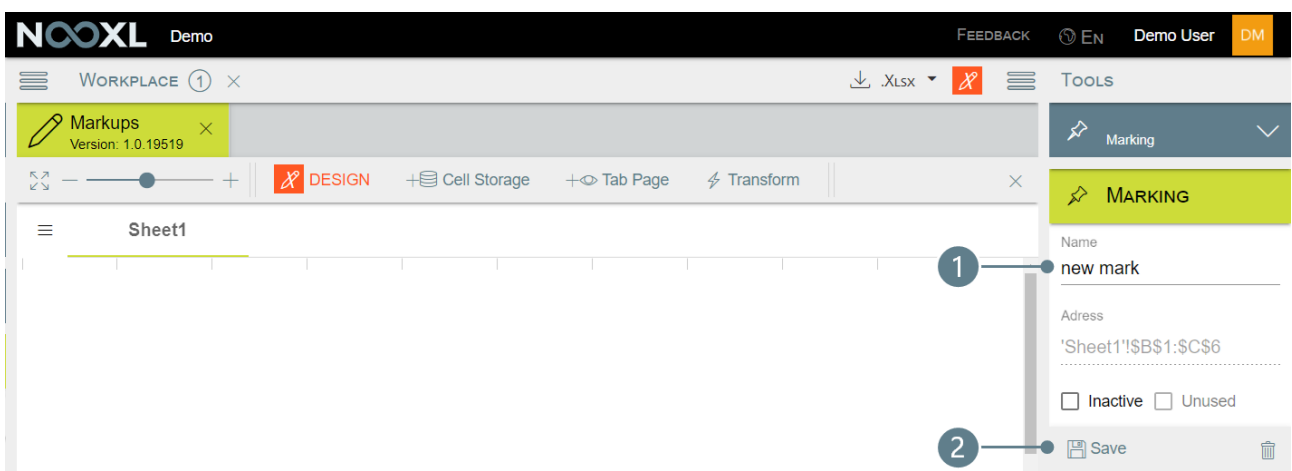 NOOXL Demo FEEDBACK EN Demo User DM
WORKPLACE 1 .XLSX TOOLS
Markups
Version: 1.0.19519
Marking
DESIGN Cell Storage Tab Page Transform
MARKING
Sheet1
Name
1 new mark
Adress
'Sheet1'!$B$1:$C$6
Inactive Unused
2 Save